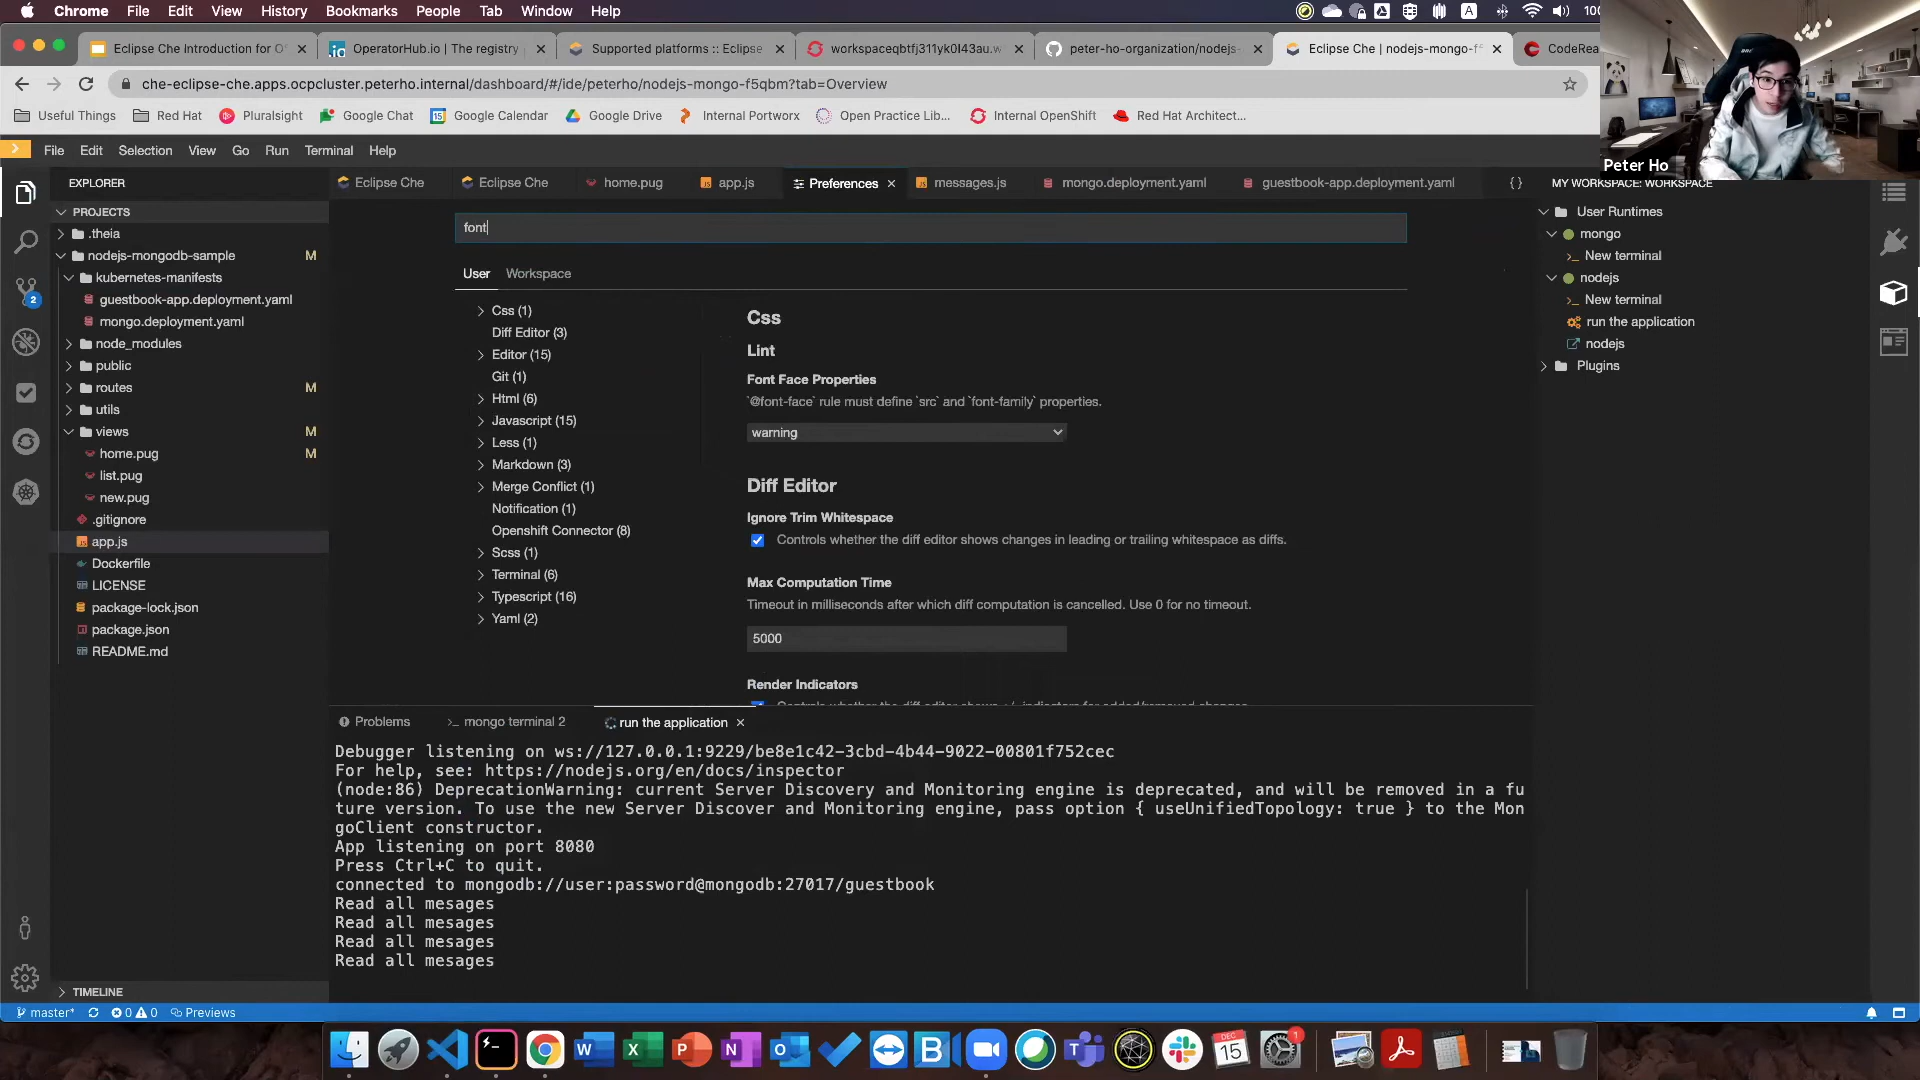 Chrome File Edit View History Bookmarks People Tab Window Help
Eclipse Che Introduction for O
OperatorHub.io | The registry
Supported platforms :: Eclipse
workspaceqbtfj311yk0l43au.w
peter-ho-organization/nodejs-
Eclipse Che | nodejs-mongo-f
CodeRea
che-eclipse-che.apps.ocpcluster.peterho.internal/dashboard/#/ide/peterho/nodejs-mongo-f5qbm?tab=Overview
Useful Things Red Hat Pluralsight Google Chat Google Calendar Google Drive Internal Portworx Open Practice Lib... Internal OpenShift Red Hat Architect...
Peter Ho
File Edit Selection View Go Run Terminal Help
EXPLORER
PROJECTS
.theia
nodejs-mongodb-sample M
kubernetes-manifests
guestbook-app.deployment.yaml
mongo.deployment.yaml
node_modules
public
routes M
utils
views M
home.pug M
list.pug
new.pug
.gitignore
app.js
Dockerfile
LICENSE
package-lock.json
package.json
README.md
TIMELINE
2
Eclipse Che Eclipse Che home.pug app.js Preferences messages.js mongo.deployment.yaml guestbook-app.deployment.yaml
font
User Workspace
Css (1)
Diff Editor (3)
Editor (15)
Git (1)
Html (6)
Javascript (15)
Less (1)
Markdown (3)
Merge Conflict (1)
Notification (1)
Openshift Connector (8)
Scss (1)
Terminal (6)
Typescript (16)
Yaml (2)
Css
Lint
Font Face Properties
`@font-face` rule must define `src` and `font-family` properties.
warning
Diff Editor
Ignore Trim Whitespace
Controls whether the diff editor shows changes in leading or trailing whitespace as diffs.
Max Computation Time
Timeout in milliseconds after which diff computation is cancelled. Use 0 for no timeout.
5000
Render Indicators
Controls whether the diff editor shows +/- indicators for added/removed changes.
MY WORKSPACE: WORKSPACE
User Runtimes
mongo
New terminal
nodejs
New terminal
run the application
nodejs
Plugins
Problems mongo terminal 2 run the application
Debugger listening on ws://127.0.0.1:9229/be8e1c42-3cbd-4b44-9022-00801f752cec
For help, see: https://nodejs.org/en/docs/inspector
(node:86) DeprecationWarning: current Server Discovery and Monitoring engine is deprecated, and will be removed in a fu
ture version. To use the new Server Discover and Monitoring engine, pass option { useUnifiedTopology: true } to the Mon
goClient constructor.
App listening on port 8080
Press Ctrl+C to quit.
connected to mongodb://user:password@mongodb:27017/guestbook
Read all mesages
Read all mesages
Read all mesages
Read all mesages
master* 0 0 Previews
DEC
15
1